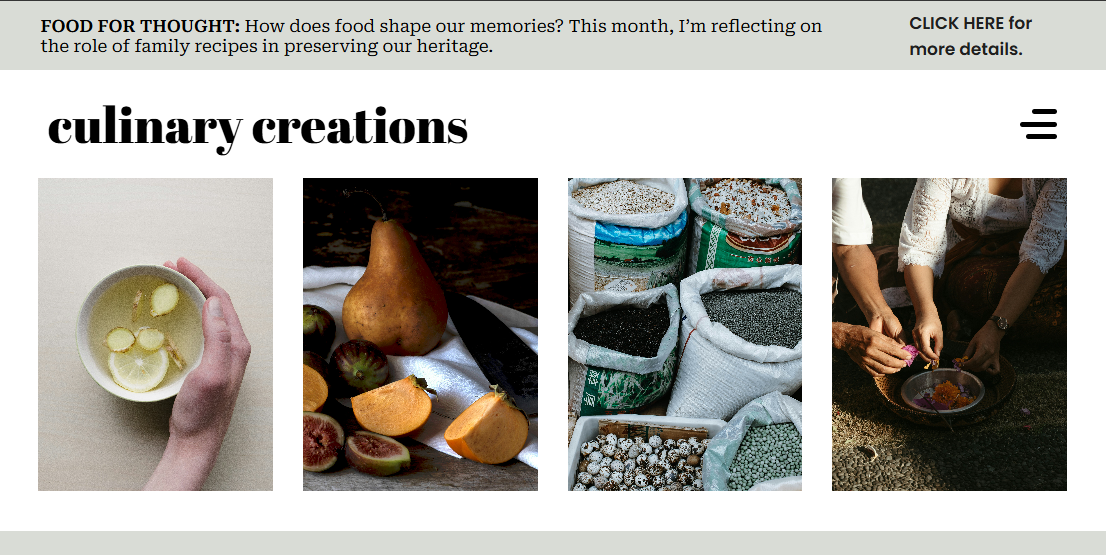 FOOD FOR THOUGHT: How does food shape our memories? This month, I’m reflecting on
the role of family recipes in preserving our heritage.
CLICK HERE for
more details.
culinary creations